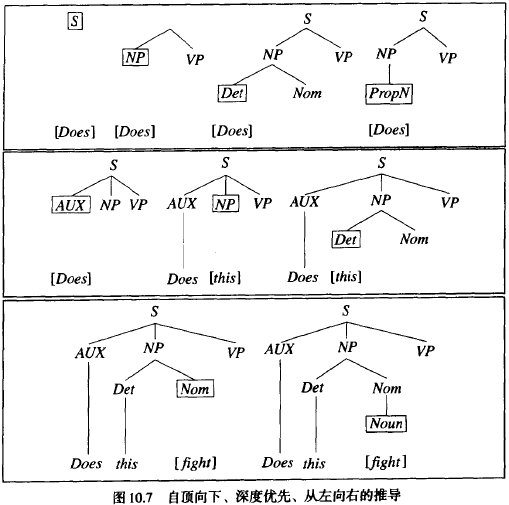 S S S
NP VP NP VP NP VP
Det Nom PropN
[Does] [Does] [Does] [Does]
S S S
AUX NP VP AUX NP VP AUX NP VP
Det Nom
[Does] Does [this] Does [this]
S S
AUX NP VP AUX NP VP
Det Nom Det Nom
Noun
Does this [fight] Does this [fight]
图 10.7 自顶向下、深度优先、从左向右的推导